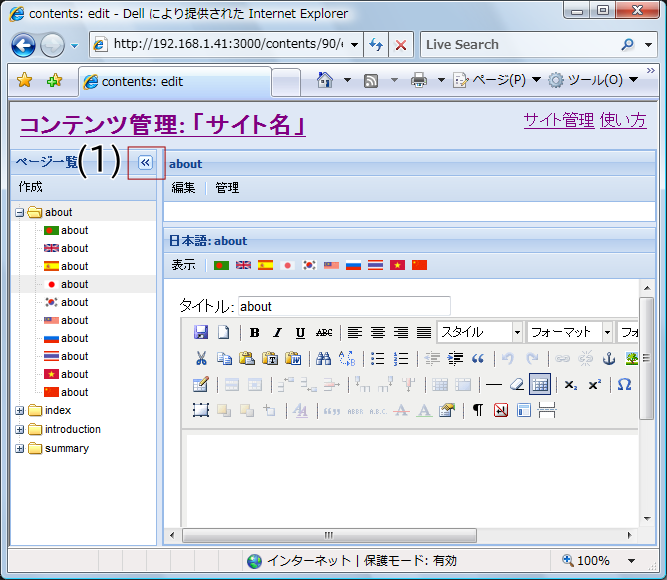 contents: edit - Dell により提供された Internet Explorer
http://192.168.1.41:3000/contents/90/e
Live Search
contents: edit
ページ(P)
ツール(O)
コンテンツ管理: 「サイト名」
サイト管理 使い方
ページ一覧
(1)
作成
about
about
about
about
about
about
about
about
about
about
about
index
introduction
summary
about
編集 管理
日本語: about
表示
タイトル: about
B I U ABC
スタイル
フォーマット
フォ
ABBR A.B.C.
A A
インターネット | 保護モード: 有効
100%